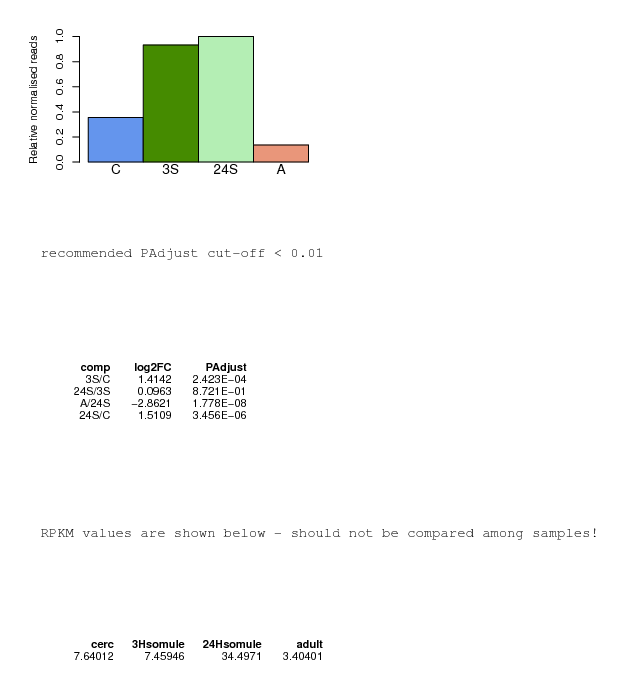 Relative normalised reads
1.0
0.8
0.6
0.4
0.2
0.0
C 3S 24S A
recommended PAdjust cut-off < 0.01
comp log2FC PAdjust
3S/C 1.4142 2.423E-04
24S/3S 0.0963 8.721E-01
A/24S -2.8621 1.778E-08
24S/C 1.5109 3.456E-06
RPKM values are shown below - should not be compared among samples!
cerc 3Hsomule 24Hsomule adult
7.64012 7.45946 34.4971 3.40401